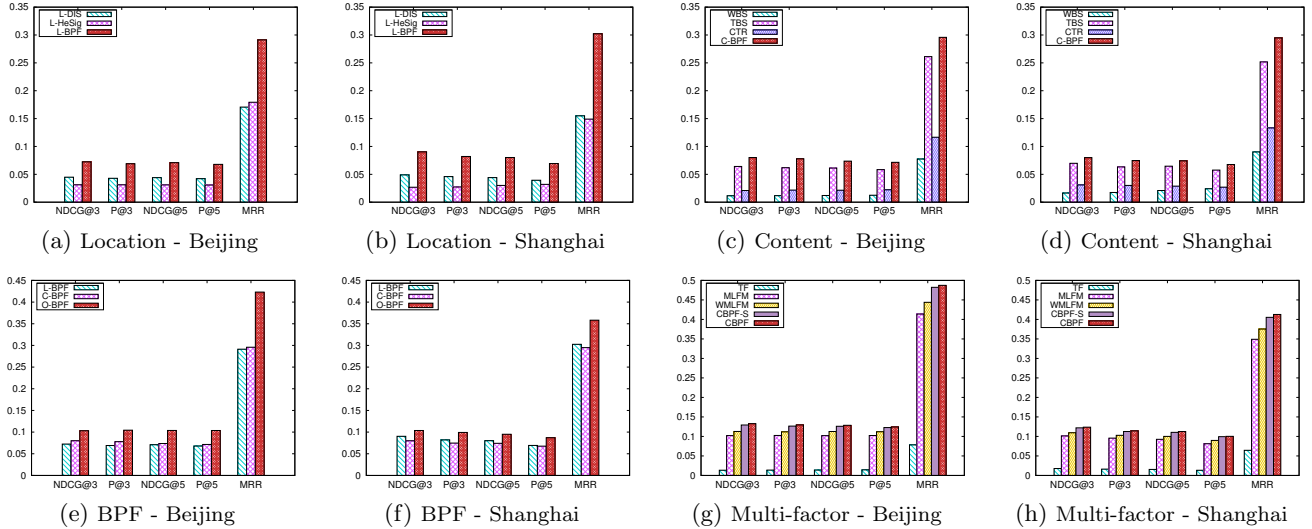 L-DIS
L-HeSig
L-BPF
0.35
0.3
0.25
0.2
0.15
0.1
0.05
0
NDCG@3 P@3 NDCG@5 P@5 MRR
(a) Location - Beijing
L-DIS
L-HeSig
L-BPF
0.35
0.3
0.25
0.2
0.15
0.1
0.05
0
NDCG@3 P@3 NDCG@5 P@5 MRR
(b) Location - Shanghai
WBS
TBS
CTR
C-BPF
0.35
0.3
0.25
0.2
0.15
0.1
0.05
0
NDCG@3 P@3 NDCG@5 P@5 MRR
(c) Content - Beijing
WBS
TBS
CTR
C-BPF
0.35
0.3
0.25
0.2
0.15
0.1
0.05
0
NDCG@3 P@3 NDCG@5 P@5 MRR
(d) Content - Shanghai
L-BPF
C-BPF
O-BPF
0.45
0.4
0.35
0.3
0.25
0.2
0.15
0.1
0.05
0
NDCG@3 P@3 NDCG@5 P@5 MRR
(e) BPF - Beijing
L-BPF
C-BPF
O-BPF
0.45
0.4
0.35
0.3
0.25
0.2
0.15
0.1
0.05
0
NDCG@3 P@3 NDCG@5 P@5 MRR
(f) BPF - Shanghai
TF
MLFM
WMLFM
CBPF-S
CBPF
0.5
0.45
0.4
0.35
0.3
0.25
0.2
0.15
0.1
0.05
0
NDCG@3 P@3 NDCG@5 P@5 MRR
(g) Multi-factor - Beijing
TF
MLFM
WMLFM
CBPF-S
CBPF
0.5
0.45
0.4
0.35
0.3
0.25
0.2
0.15
0.1
0.05
0
NDCG@3 P@3 NDCG@5 P@5 MRR
(h) Multi-factor - Shanghai